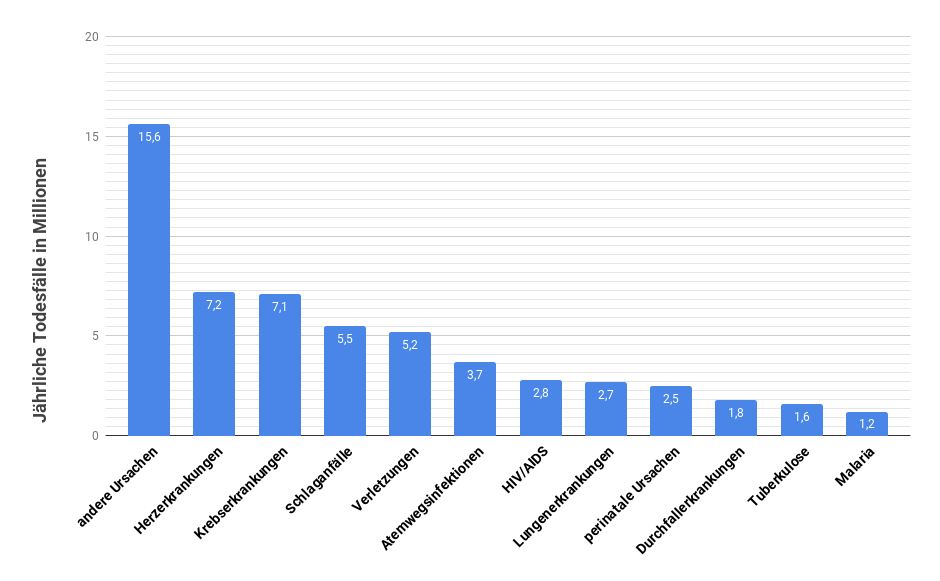 Jährliche Todesfälle in Millionen
20
15
10
5
0
15,6
7,2
7,1
5,5
5,2
3,7
2,8
2,7
2,5
1,8
1,6
1,2
andere Ursachen
Herzerkrankungen
Krebserkrankungen
Schlaganfälle
Verletzungen
Atemwegsinfektionen
HIV/AIDS
Lungenerkrankungen
perinatale Ursachen
Durchfallerkrankungen
Tuberkulose
Malaria